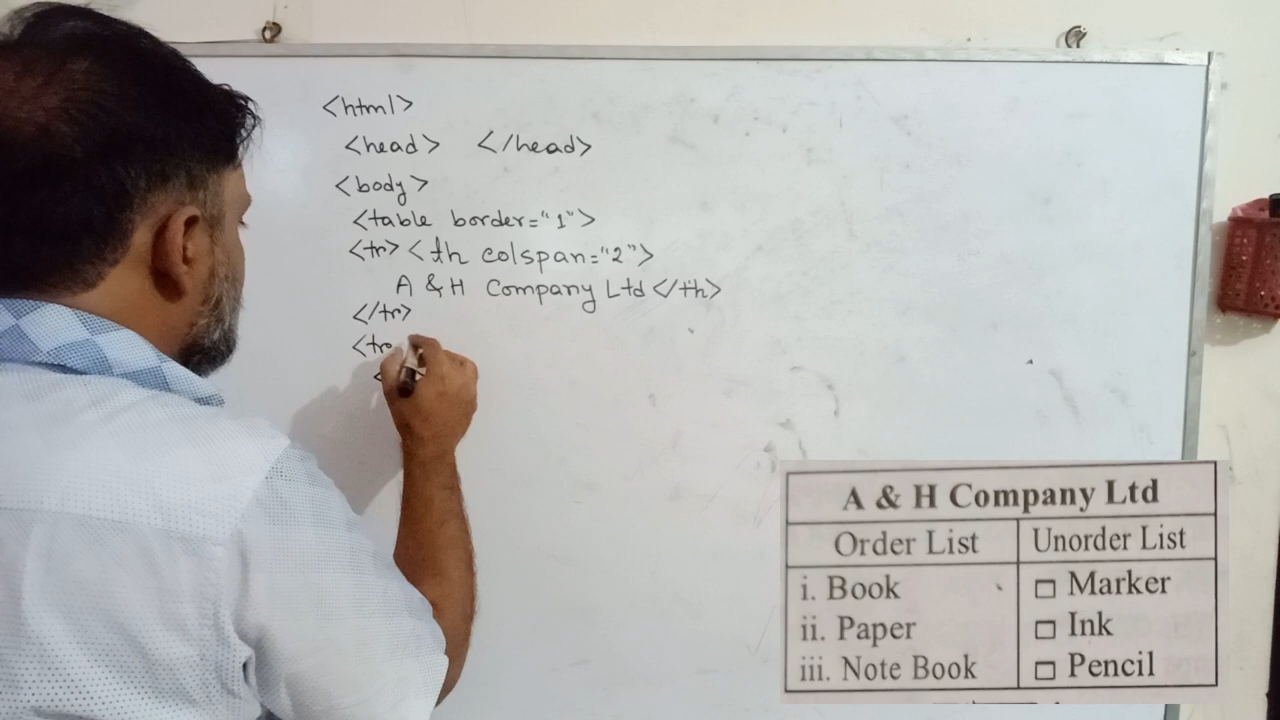 <html>
<head> </head>
<body>
<table border="1">
<tr><th colspan="2">
A & H Company Ltd</th>
</tr>
<tr
<
A & H Company Ltd
Order List Unorder List
i. Book □ Marker
ii. Paper □ Ink
iii. Note Book □ Pencil